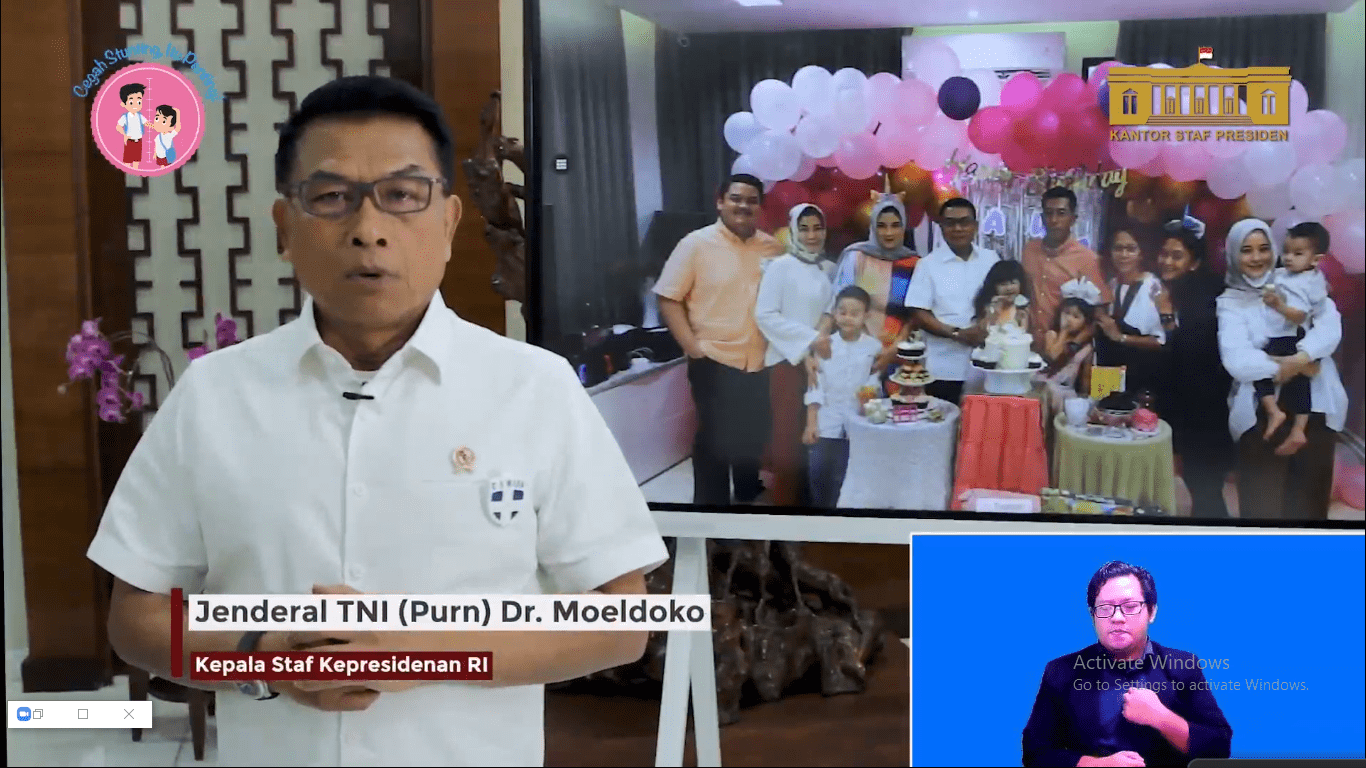 Cegah Stunting, Itu Penting
KANTOR STAF PRESIDEN
Jenderal TNI (Purn) Dr. Moeldoko
Kepala Staf Kepresidenan RI
Activate Windows
Go to Settings to activate Windows.